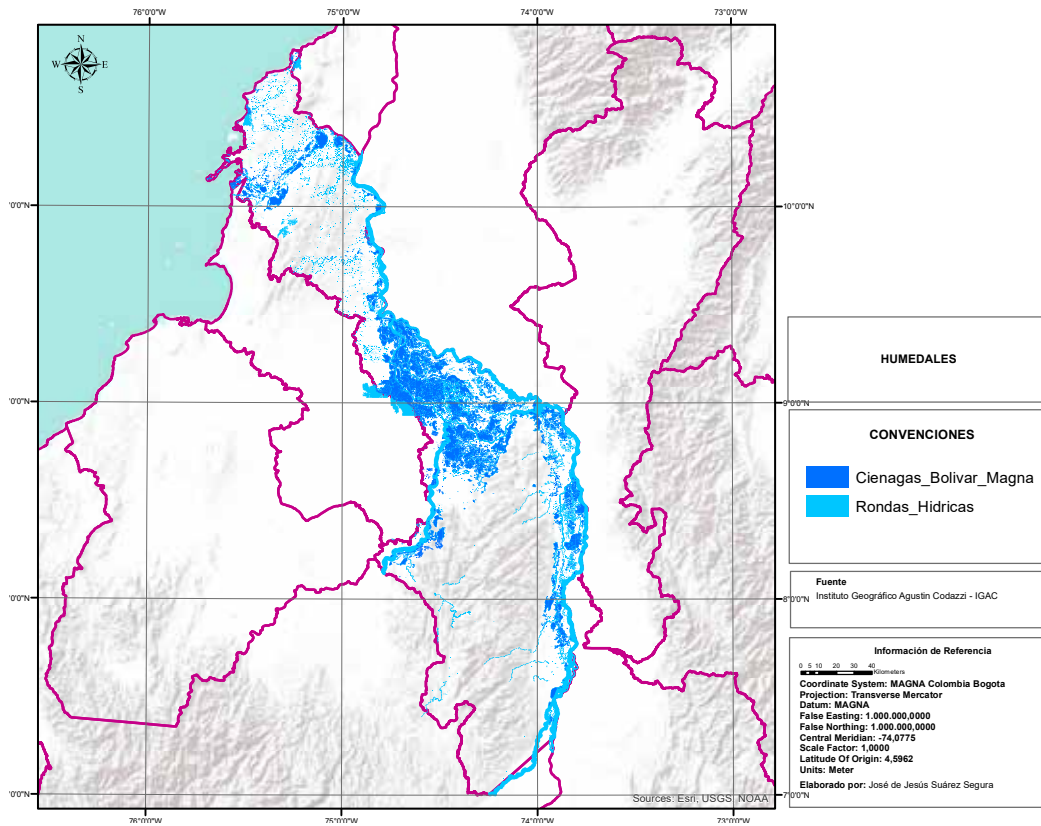 76°0'0"W 75°0'0"W 74°0'0"W 73°0'0"W
N
W E
S
'0'0"N 10°0'0"N
'0'0"N 9°0'0"N
'0'0"N 8°0'0"N
'0'0"N 7°0'0"N
Sources: Esri, USGS, NOAA
76°0'0"W 75°0'0"W 74°0'0"W 73°0'0"W
HUMEDALES
CONVENCIONES
Cienagas_Bolivar_Magna
Rondas_Hidricas
Fuente
Instituto Geográfico Agustin Codazzi - IGAC
Información de Referencia
0 5 10 20 30 40
Kilometers
Coordinate System: MAGNA Colombia Bogota
Projection: Transverse Mercator
Datum: MAGNA
False Easting: 1.000.000,0000
False Northing: 1.000.000,0000
Central Meridian: -74,0775
Scale Factor: 1,0000
Latitude Of Origin: 4,5962
Units: Meter
Elaborado por: José de Jesús Suárez Segura